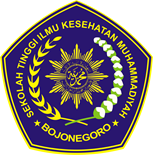 SEKOLAH TINGGI ILMU KESEHATAN MUHAMMADIYAH
BOJONEGORO